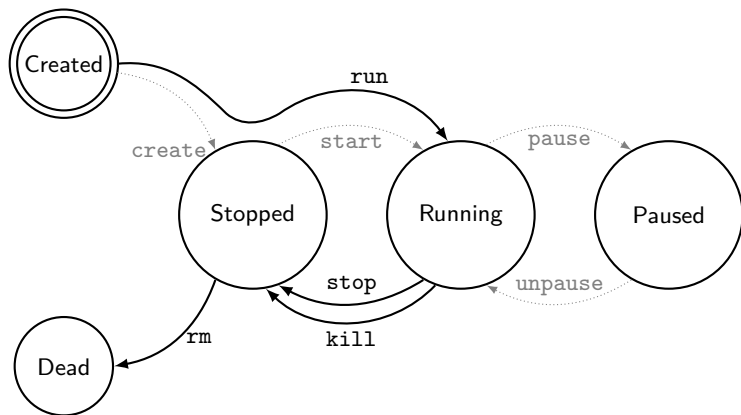 Created
run
create
start
pause
Stopped
Running
Paused
stop
unpause
kill
rm
Dead